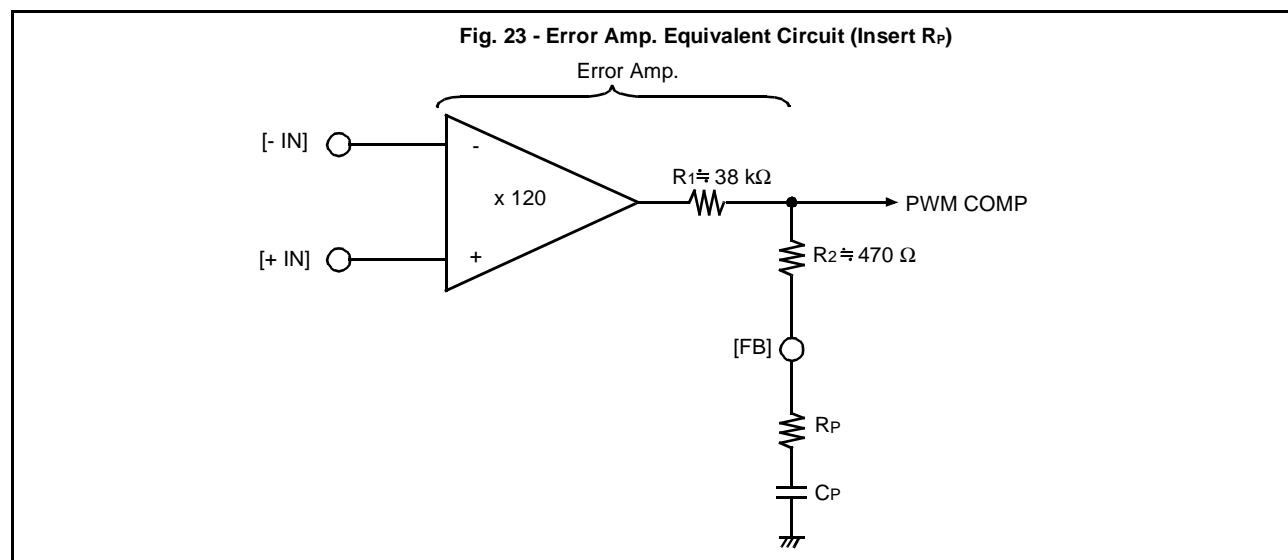 Fig. 23 - Error Amp. Equivalent Circuit (Insert RP)
Error Amp.
[- IN]
-
R1≒ 38 kΩ
x 120
PWM COMP
[+ IN]
+
R2≒ 470 Ω
[FB]
RP
CP